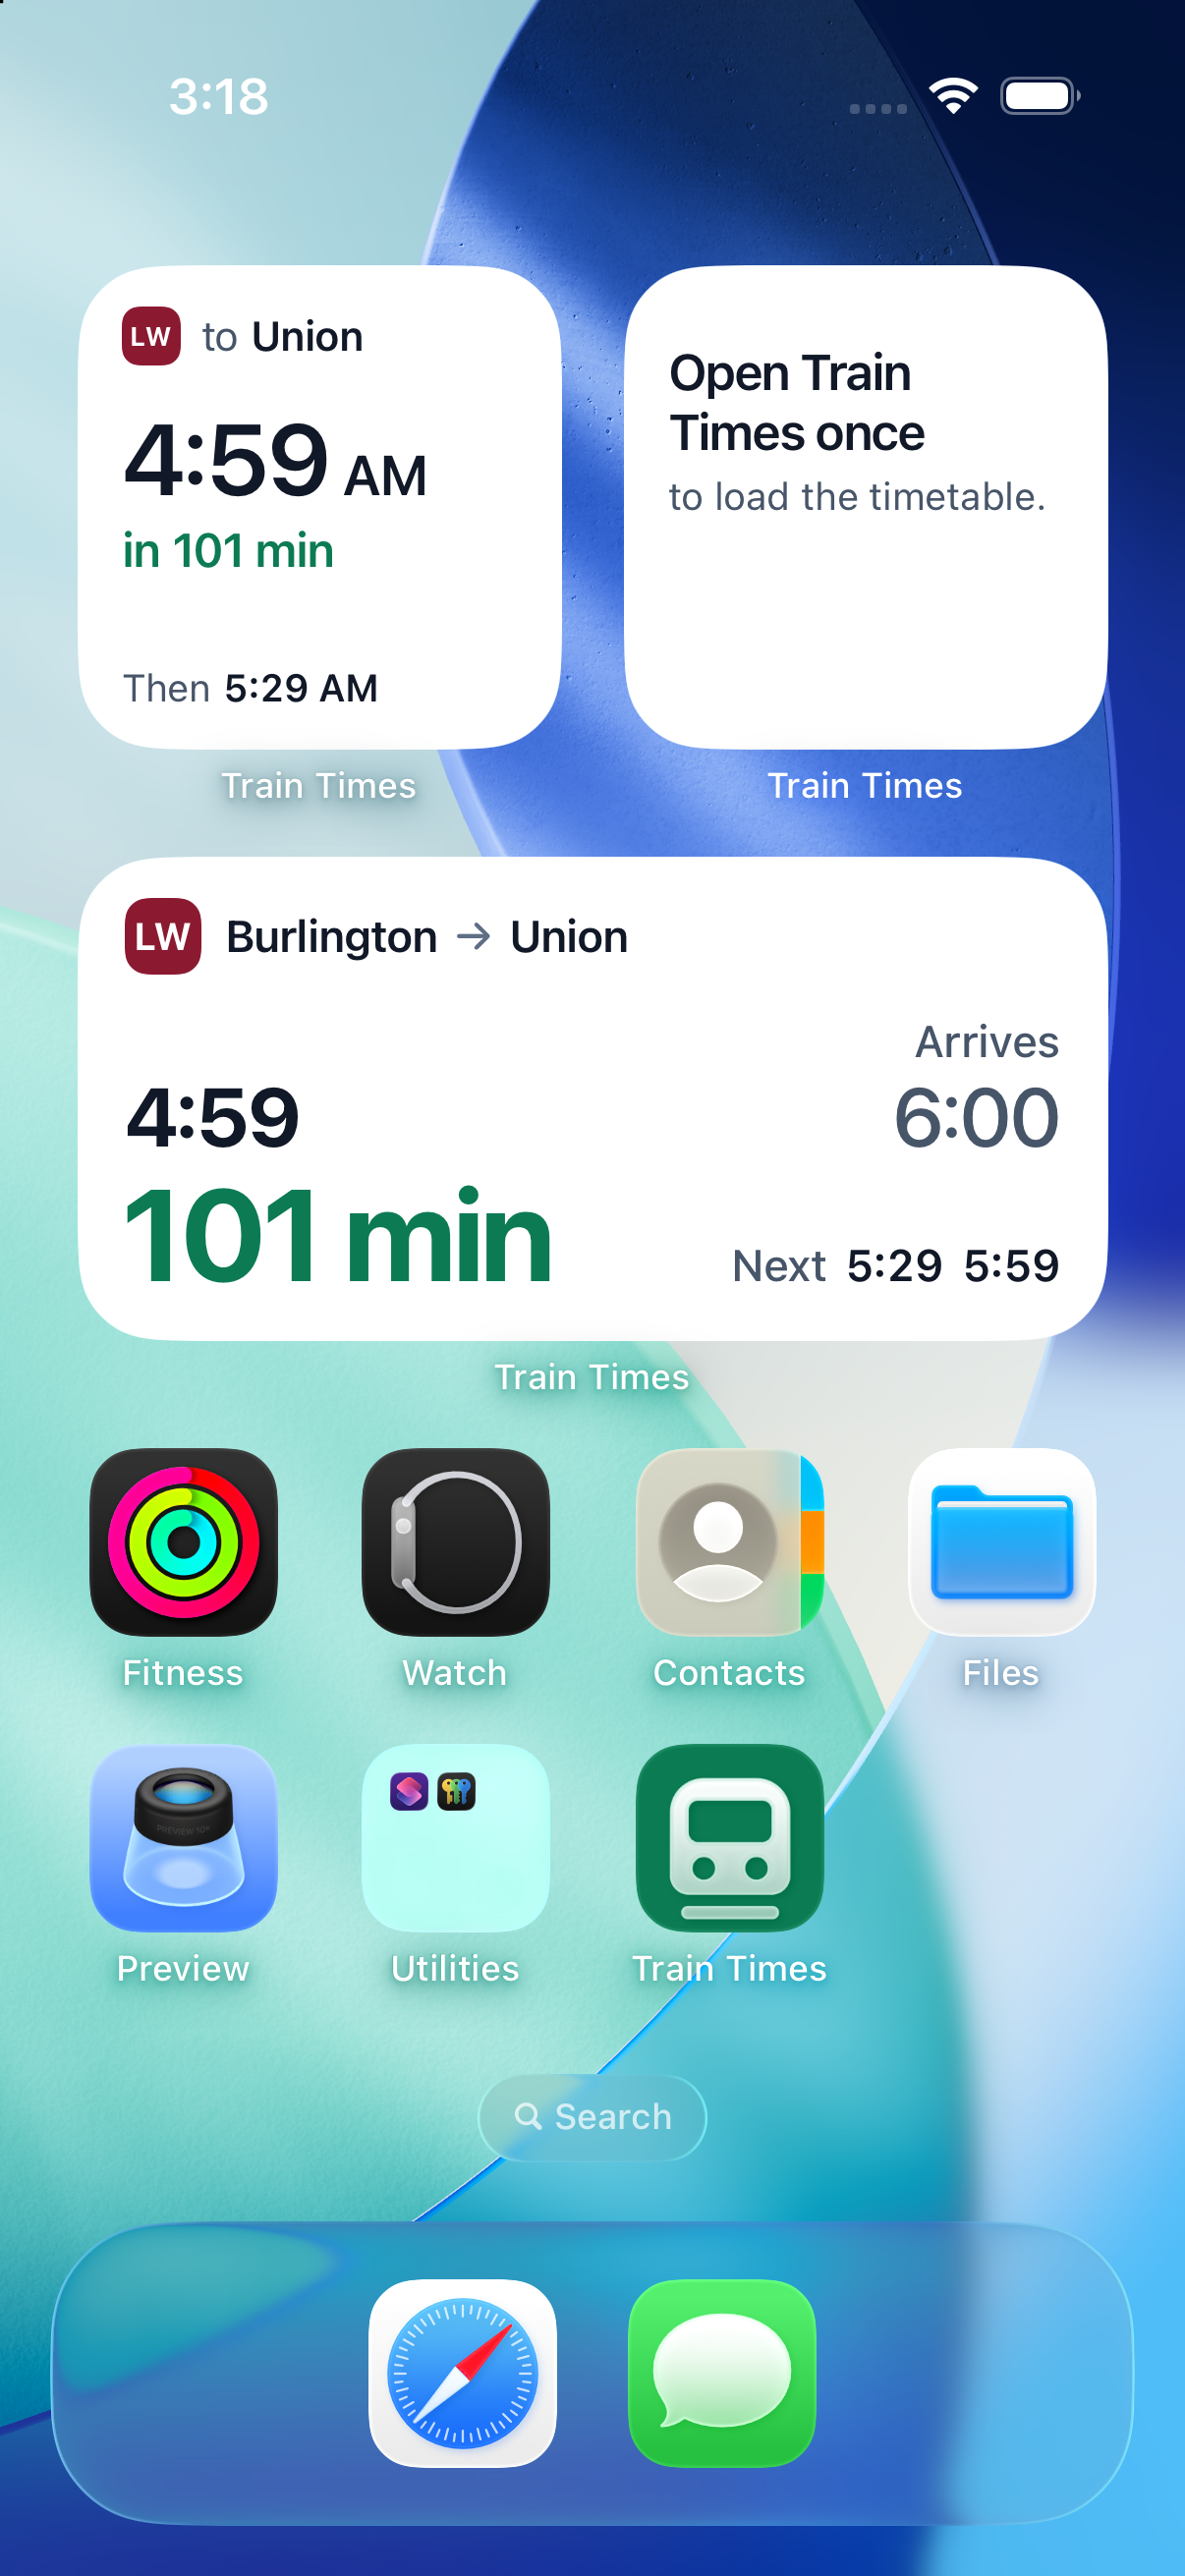 3:18
LW to Union
4:59 AM
in 101 min
Then 5:29 AM
Train Times
Open Train
Times once
to load the timetable.
Train Times
LW Burlington → Union
Arrives
4:59 6:00
101 min
Next 5:29 5:59
Train Times
Fitness Watch Contacts Files
PREVIEW 10×
Preview Utilities Train Times
Search